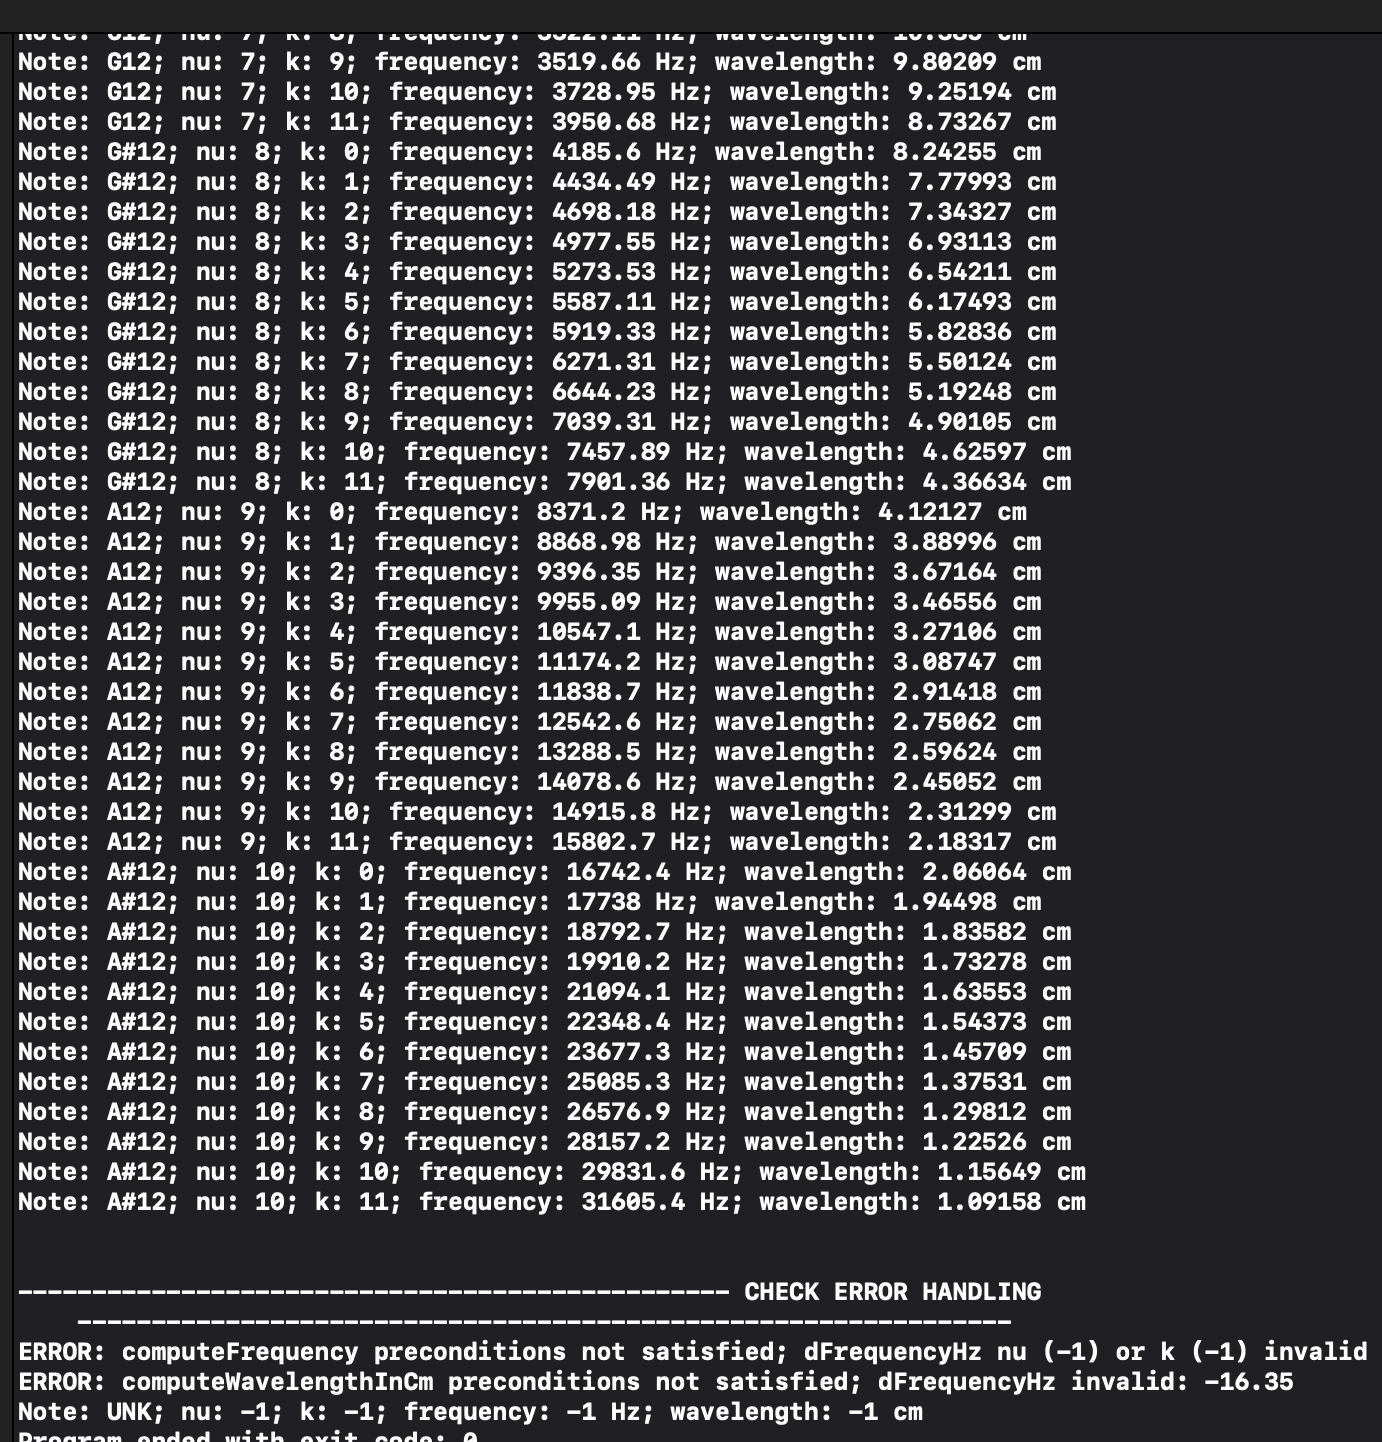 Note: G12; nu: 7; k: 8; frequency: 3322.11 Hz; wavelength: 10.385 cm
Note: G12; nu: 7; k: 9; frequency: 3519.66 Hz; wavelength: 9.80209 cm
Note: G12; nu: 7; k: 10; frequency: 3728.95 Hz; wavelength: 9.25194 cm
Note: G12; nu: 7; k: 11; frequency: 3950.68 Hz; wavelength: 8.73267 cm
Note: G#12; nu: 8; k: 0; frequency: 4185.6 Hz; wavelength: 8.24255 cm
Note: G#12; nu: 8; k: 1; frequency: 4434.49 Hz; wavelength: 7.77993 cm
Note: G#12; nu: 8; k: 2; frequency: 4698.18 Hz; wavelength: 7.34327 cm
Note: G#12; nu: 8; k: 3; frequency: 4977.55 Hz; wavelength: 6.93113 cm
Note: G#12; nu: 8; k: 4; frequency: 5273.53 Hz; wavelength: 6.54211 cm
Note: G#12; nu: 8; k: 5; frequency: 5587.11 Hz; wavelength: 6.17493 cm
Note: G#12; nu: 8; k: 6; frequency: 5919.33 Hz; wavelength: 5.82836 cm
Note: G#12; nu: 8; k: 7; frequency: 6271.31 Hz; wavelength: 5.50124 cm
Note: G#12; nu: 8; k: 8; frequency: 6644.23 Hz; wavelength: 5.19248 cm
Note: G#12; nu: 8; k: 9; frequency: 7039.31 Hz; wavelength: 4.90105 cm
Note: G#12; nu: 8; k: 10; frequency: 7457.89 Hz; wavelength: 4.62597 cm
Note: G#12; nu: 8; k: 11; frequency: 7901.36 Hz; wavelength: 4.36634 cm
Note: A12; nu: 9; k: 0; frequency: 8371.2 Hz; wavelength: 4.12127 cm
Note: A12; nu: 9; k: 1; frequency: 8868.98 Hz; wavelength: 3.88996 cm
Note: A12; nu: 9; k: 2; frequency: 9396.35 Hz; wavelength: 3.67164 cm
Note: A12; nu: 9; k: 3; frequency: 9955.09 Hz; wavelength: 3.46556 cm
Note: A12; nu: 9; k: 4; frequency: 10547.1 Hz; wavelength: 3.27106 cm
Note: A12; nu: 9; k: 5; frequency: 11174.2 Hz; wavelength: 3.08747 cm
Note: A12; nu: 9; k: 6; frequency: 11838.7 Hz; wavelength: 2.91418 cm
Note: A12; nu: 9; k: 7; frequency: 12542.6 Hz; wavelength: 2.75062 cm
Note: A12; nu: 9; k: 8; frequency: 13288.5 Hz; wavelength: 2.59624 cm
Note: A12; nu: 9; k: 9; frequency: 14078.6 Hz; wavelength: 2.45052 cm
Note: A12; nu: 9; k: 10; frequency: 14915.8 Hz; wavelength: 2.31299 cm
Note: A12; nu: 9; k: 11; frequency: 15802.7 Hz; wavelength: 2.18317 cm
Note: A#12; nu: 10; k: 0; frequency: 16742.4 Hz; wavelength: 2.06064 cm
Note: A#12; nu: 10; k: 1; frequency: 17738 Hz; wavelength: 1.94498 cm
Note: A#12; nu: 10; k: 2; frequency: 18792.7 Hz; wavelength: 1.83582 cm
Note: A#12; nu: 10; k: 3; frequency: 19910.2 Hz; wavelength: 1.73278 cm
Note: A#12; nu: 10; k: 4; frequency: 21094.1 Hz; wavelength: 1.63553 cm
Note: A#12; nu: 10; k: 5; frequency: 22348.4 Hz; wavelength: 1.54373 cm
Note: A#12; nu: 10; k: 6; frequency: 23677.3 Hz; wavelength: 1.45709 cm
Note: A#12; nu: 10; k: 7; frequency: 25085.3 Hz; wavelength: 1.37531 cm
Note: A#12; nu: 10; k: 8; frequency: 26576.9 Hz; wavelength: 1.29812 cm
Note: A#12; nu: 10; k: 9; frequency: 28157.2 Hz; wavelength: 1.22526 cm
Note: A#12; nu: 10; k: 10; frequency: 29831.6 Hz; wavelength: 1.15649 cm
Note: A#12; nu: 10; k: 11; frequency: 31605.4 Hz; wavelength: 1.09158 cm
------------------------------------------------ CHECK ERROR HANDLING
---------------------------------------------------------------
ERROR: computeFrequency preconditions not satisfied; dFrequencyHz nu (-1) or k (-1) invalid
ERROR: computeWavelengthInCm preconditions not satisfied; dFrequencyHz invalid: -16.35
Note: UNK; nu: -1; k: -1; frequency: -1 Hz; wavelength: -1 cm
Program ended with exit code: 0